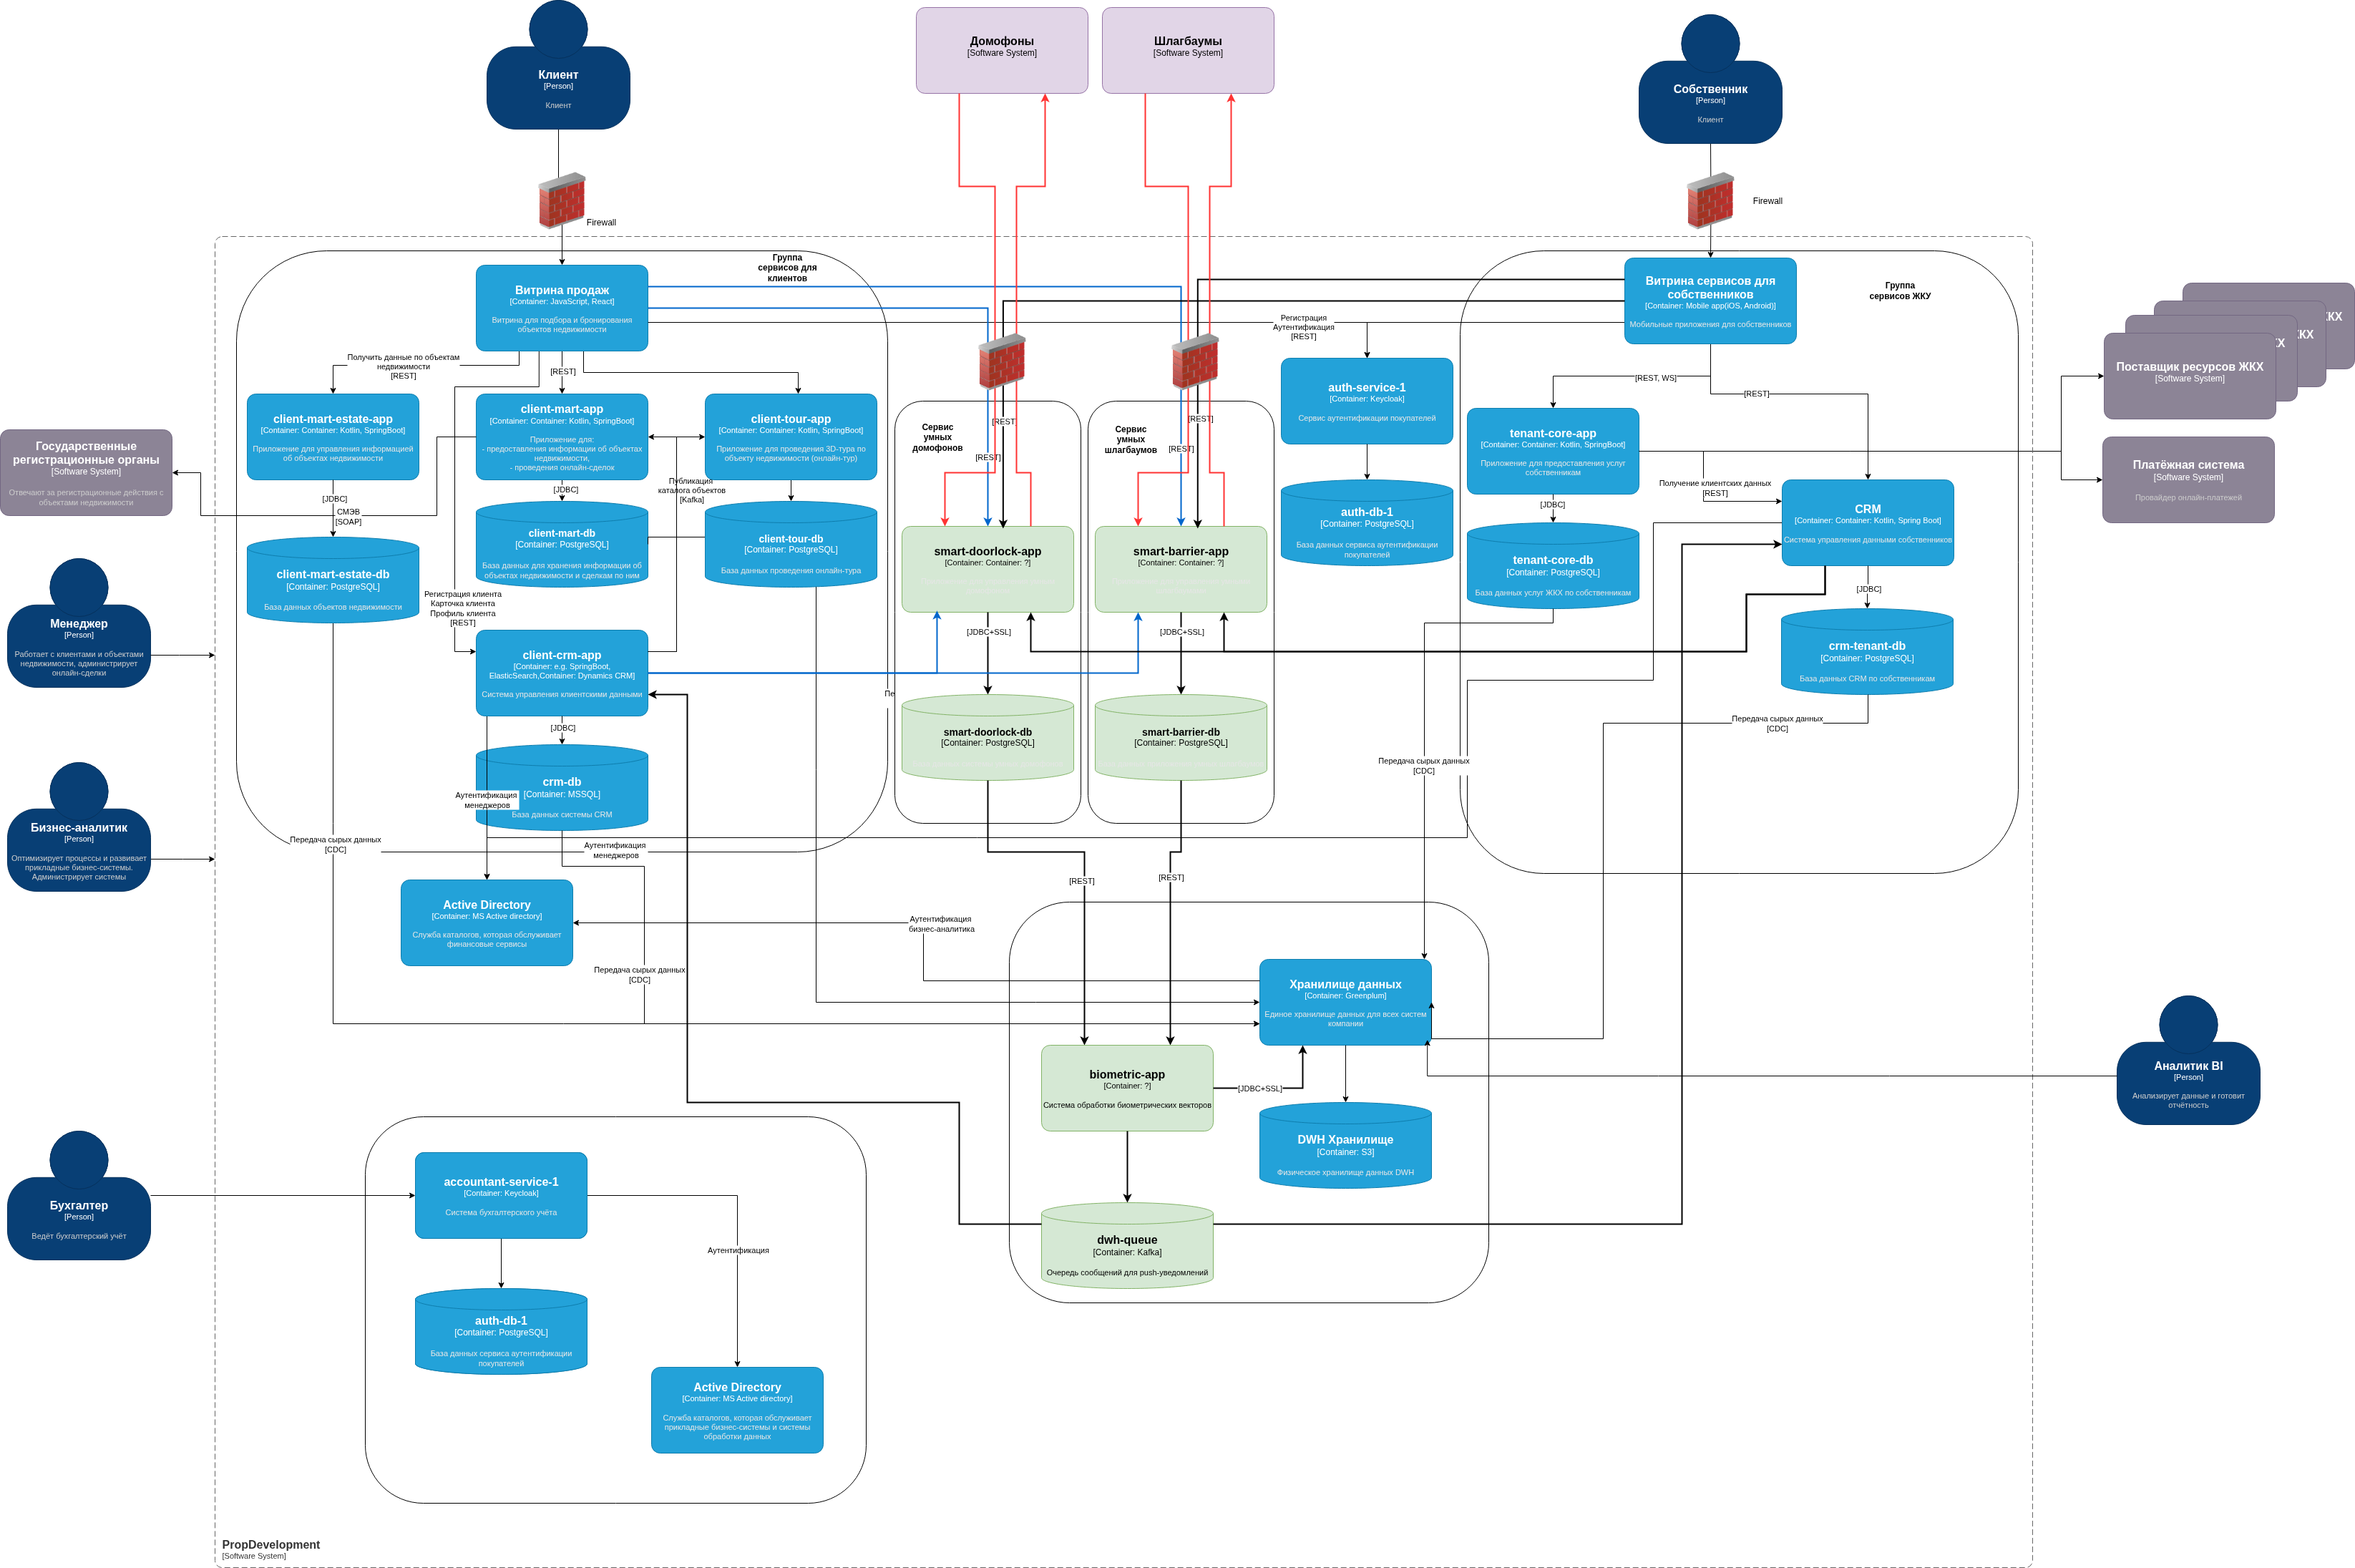 Клиент
[Person]
Клиент
Домофоны
[Software System]
Шлагбаумы
[Software System]
Собственник
[Person]
Клиент
Firewall
Firewall
Группа
сервисов для
клиентов
Витрина продаж
[Container: JavaScript, React]
Витрина для подбора и бронирования
объектов недвижимости
Витрина сервисов для
собственников
[Container: Mobile app(iOS, Android)]
Мобильные приложения для собственников
Группа
сервисов ЖКУ
Регистрация
Аутентификация
[REST]
Получить данные по объектам
недвижимости
[REST]
[REST]
client-mart-estate-app
[Container: Container: Kotlin, SpringBoot]
Приложение для управления информацией
об объектах недвижимости
client-mart-app
[Container: Container: Kotlin, SpringBoot]
Приложение для:
- предоставления информации об объектах
недвижимости,
- проведения онлайн-сделок
client-tour-app
[Container: Container: Kotlin, SpringBoot]
Приложение для проведения 3D-тура по
объекту недвижимости (онлайн-тур)
Сервис
умных
домофонов
[REST]
[REST]
Сервис
умных
шлагбаумов
[REST]
[REST]
auth-service-1
[Container: Keycloak]
Сервис аутентификации покупателей
[REST, WS]
[REST]
tenant-core-app
[Container: Container: Kotlin, SpringBoot]
Приложение для предоставления услуг
собственникам
КХ
КХ
Х
Поставщик ресурсов ЖКХ
[Software System]
Платёжная система
[Software System]
Провайдер онлайн-платежей
Государственные
регистрационные органы
[Software System]
Отвечают за регистрационные действия с
объектами недвижимости
[JDBC]
СМЭВ
[SOAP]
[JDBC]
Публикация
каталога объектов
[Kafka]
Получение клиентских данных
[REST]
[JDBC]
CRM
[Container: Container: Kotlin, Spring Boot]
Система управления данными собственников
client-mart-estate-db
[Container: PostgreSQL]
База данных объектов недвижимости
client-mart-db
[Container: PostgreSQL]
База данных для хранения информации об
объектах недвижимости и сделкам по ним
client-tour-db
[Container: PostgreSQL]
База данных проведения онлайн-тура
smart-doorlock-app
[Container: Container: ?]
smart-barrier-app
[Container: Container: ?]
auth-db-1
[Container: PostgreSQL]
База данных сервиса аутентификации
покупателей
tenant-core-db
[Container: PostgreSQL]
База данных услуг ЖКХ по собственникам
[JDBC]
crm-tenant-db
[Container: PostgreSQL]
База данных CRM по собственникам
Менеджер
[Person]
Работает с клиентами и объектами
недвижимости, администрирует
онлайн-сделки
Регистрация клиента
Карточка клиента
Профиль клиента
[REST]
client-crm-app
[Container: e.g. SpringBoot,
ElasticSearch,Container: Dynamics CRM]
Система управления клиентскими данными
[JDBC+SSL]
[JDBC+SSL]
Пе
[JDBC]
smart-doorlock-db
[Container: PostgreSQL]
smart-barrier-db
[Container: PostgreSQL]
Передача сырых данных
[CDC]
Передача сырых данных
[CDC]
crm-db
[Container: MSSQL]
База данных системы CRM
Аутентификация
менеджеров
Бизнес-аналитик
[Person]
Оптимизирует процессы и развивает
прикладные бизнес-системы.
Администрирует системы
Передача сырых данных
[CDC]
Аутентификация
менеджеров
[REST]
[REST]
Active Directory
[Container: MS Active directory]
Служба каталогов, которая обслуживает
финансовые сервисы
Аутентификация
бизнес-аналитика
Передача сырых данных
[CDC]
Хранилище данных
[Container: Greenplum]
Единое хранилище данных для всех систем
компании
biometric-app
[Container: ?]
Система обработки биометрических векторов
[JDBC+SSL]
DWH Хранилище
[Container: S3]
Физическое хранилище данных DWH
Аналитик BI
[Person]
Анализирует данные и готовит
отчётность
Бухгалтер
[Person]
Ведёт бухгалтерский учёт
accountant-service-1
[Container: Keycloak]
Система бухгалтерского учёта
Аутентификация
dwh-queue
[Container: Kafka]
Очередь сообщений для push-уведомлений
auth-db-1
[Container: PostgreSQL]
База данных сервиса аутентификации
покупателей
Active Directory
[Container: MS Active directory]
Служба каталогов, которая обслуживает
прикладные бизнес-системы и системы
обработки данных
PropDevelopment
[Software System]